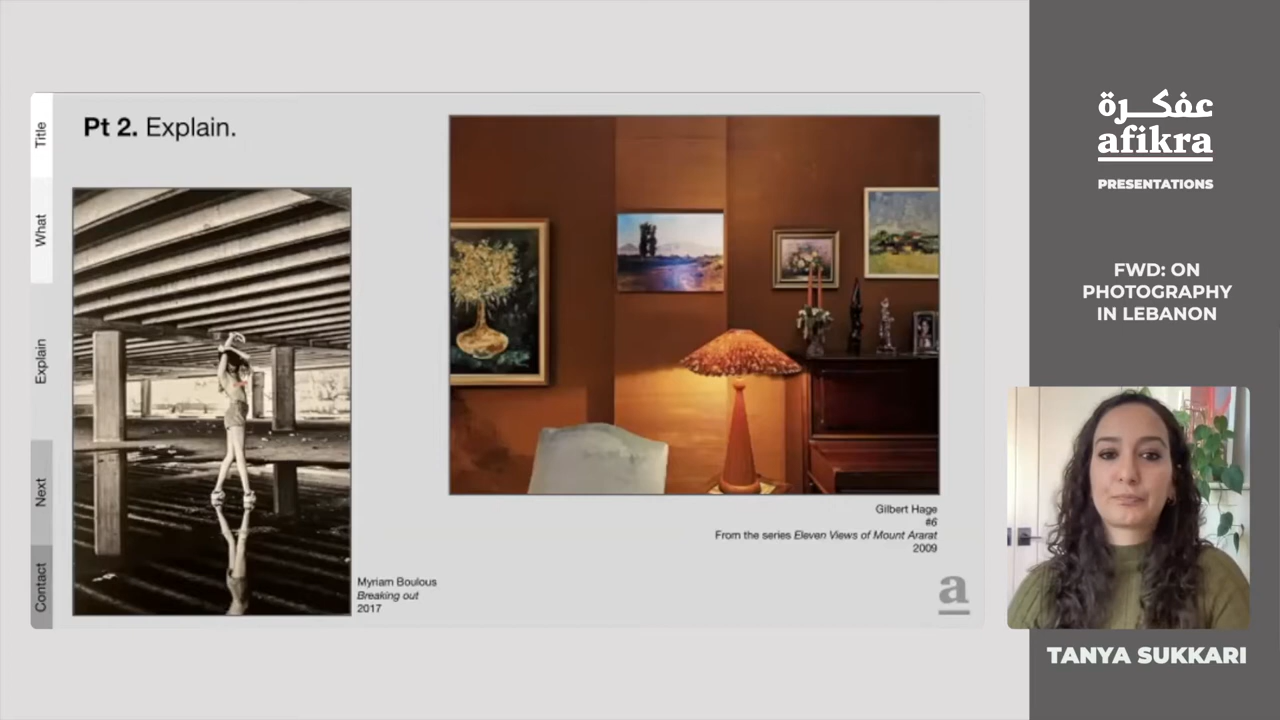 Pt 2. Explain.
Title
What
Explain
Next
Contact
Myriam Boulous
Breaking out
2017
Gilbert Hage
#6
From the series Eleven Views of Mount Ararat
2009
a
عفكرة
afikra
PRESENTATIONS
FWD: ON
PHOTOGRAPHY
IN LEBANON
TANYA SUKKARI